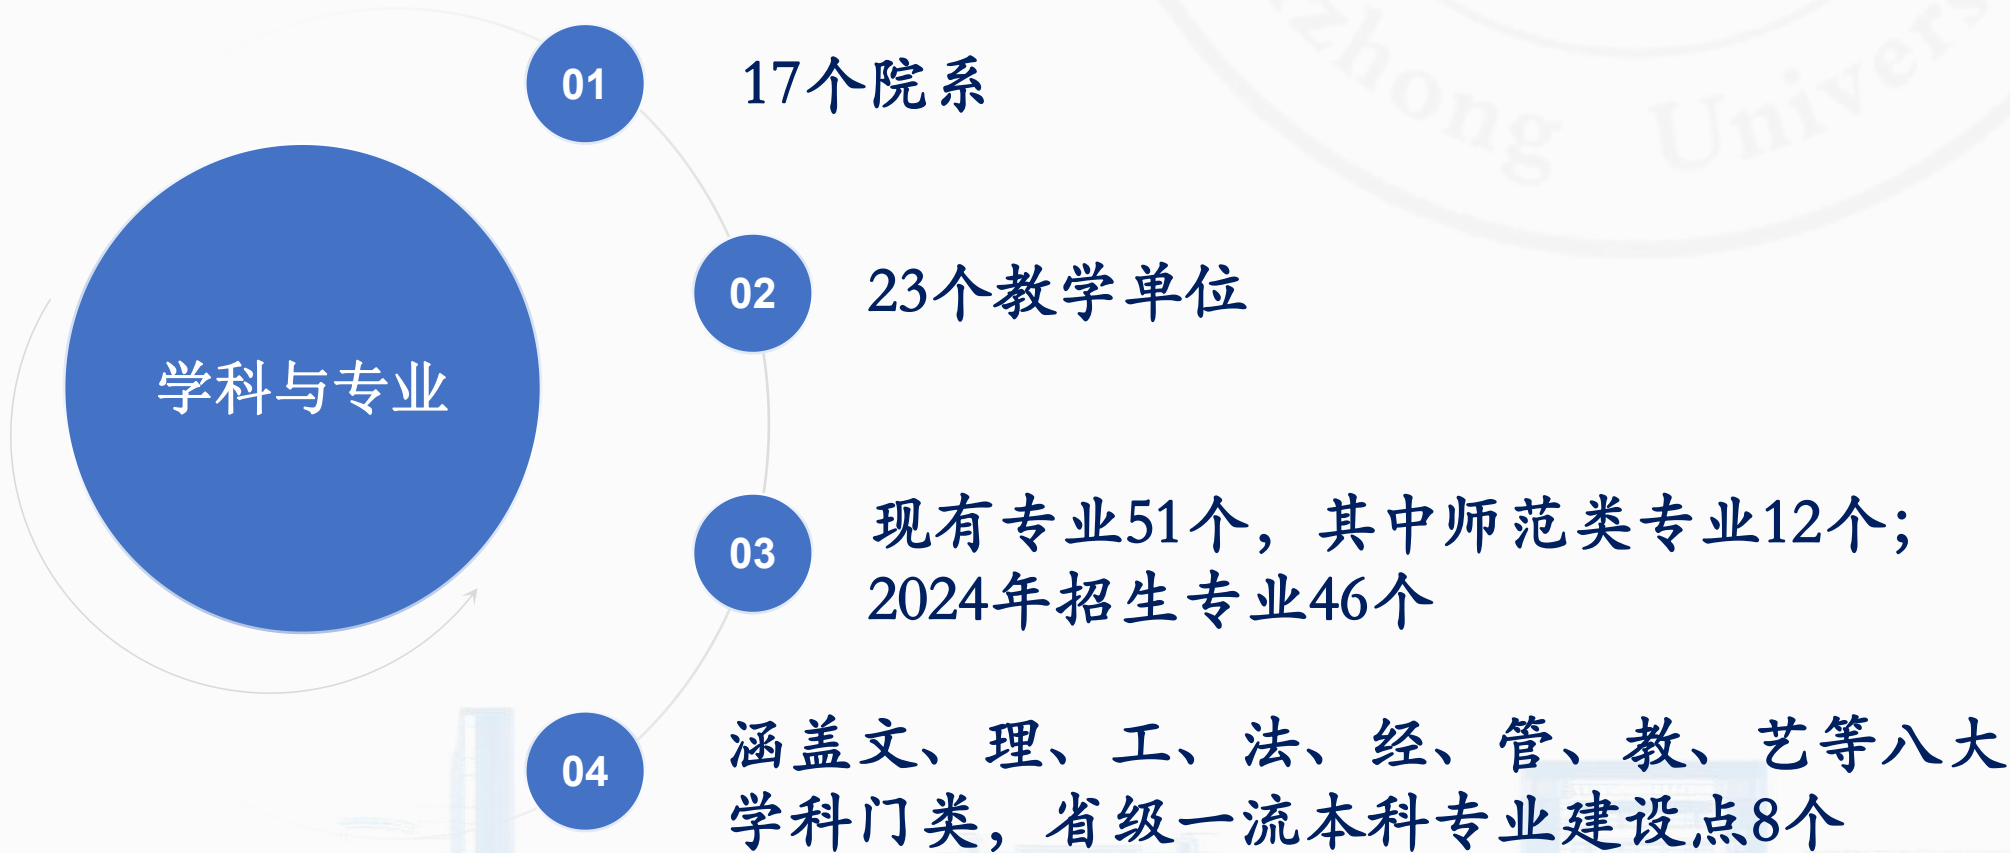 01
17个院系
02
23个教学单位
学科与专业
03
现有专业51个，其中师范类专业12个；
2024年招生专业46个
04
涵盖文、理、工、法、经、管、教、艺等八大
学科门类，省级一流本科专业建设点8个
zhong Univers